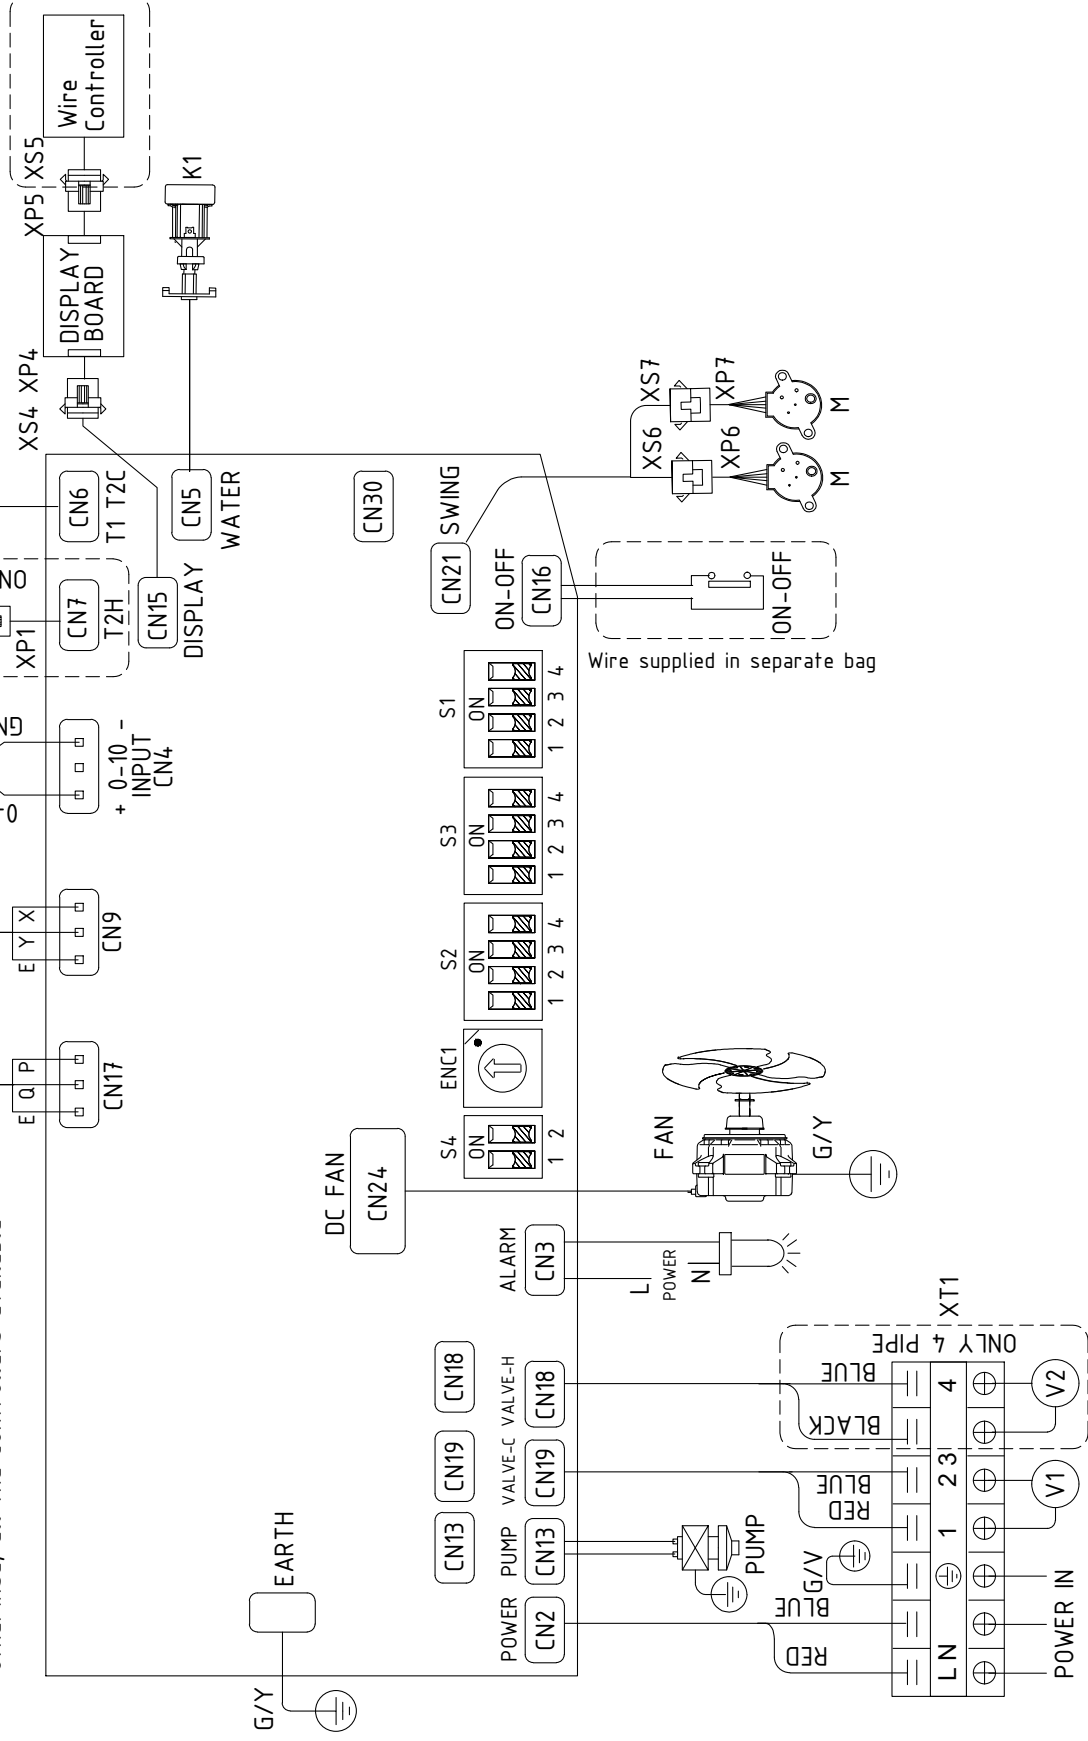 Wire
Controller
XP5 XS5
DISPLAY
BOARD
XS4 XP4
K1
CN6
T1 T2C
CN5
WATER
CN7
T2H
XP1
CN15
DISPLAY
CN30
CN21
SWING
XS6
XS7
XP6
XP7
M
M
ON-OFF
CN16
ON-OFF
Wire supplied in separate bag
+ 0-10 -
INPUT
CN4
E Y X
CN9
E Q P
CN17
S1
ON
1 2 3 4
S3
ON
1 2 3 4
S2
ON
1 2 3 4
ENC1
S4
ON
1 2
DC FAN
CN24
FAN
G/Y
ALARM
CN3
L
POWER
N
CN18
VALVE-H
CN18
CN19
VALVE-C
CN19
CN13
PUMP
CN13
PUMP
POWER
CN2
EARTH
G/Y
RED
BLUE
G/V
RED
BLUE
BLACK
BLUE
ONLY 4 PIPE
XT1
L N 1 2 3 4
V1
V2
POWER IN